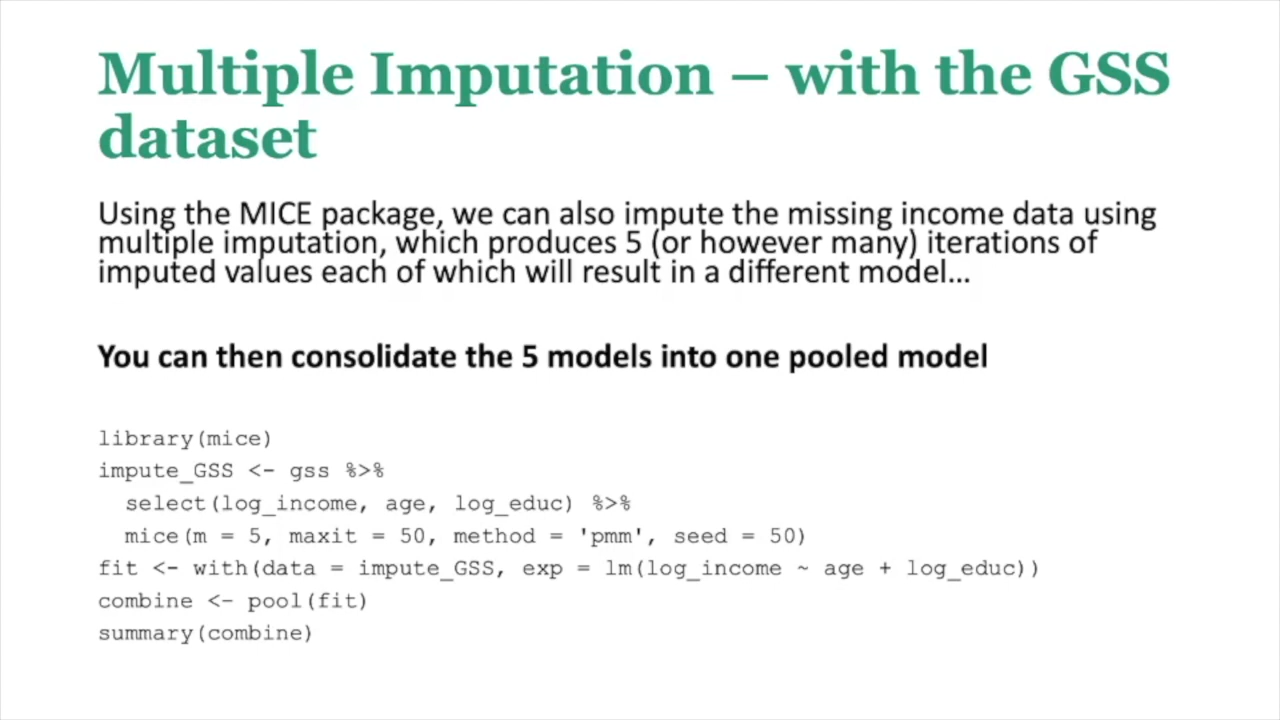 Multiple Imputation – with the GSS
dataset
Using the MICE package, we can also impute the missing income data using
multiple imputation, which produces 5 (or however many) iterations of
imputed values each of which will result in a different model…
You can then consolidate the 5 models into one pooled model
library(mice)
impute_GSS <- gss %>%
  select(log_income, age, log_educ) %>%
  mice(m = 5, maxit = 50, method = 'pmm', seed = 50)
fit <- with(data = impute_GSS, exp = lm(log_income ~ age + log_educ))
combine <- pool(fit)
summary(combine)